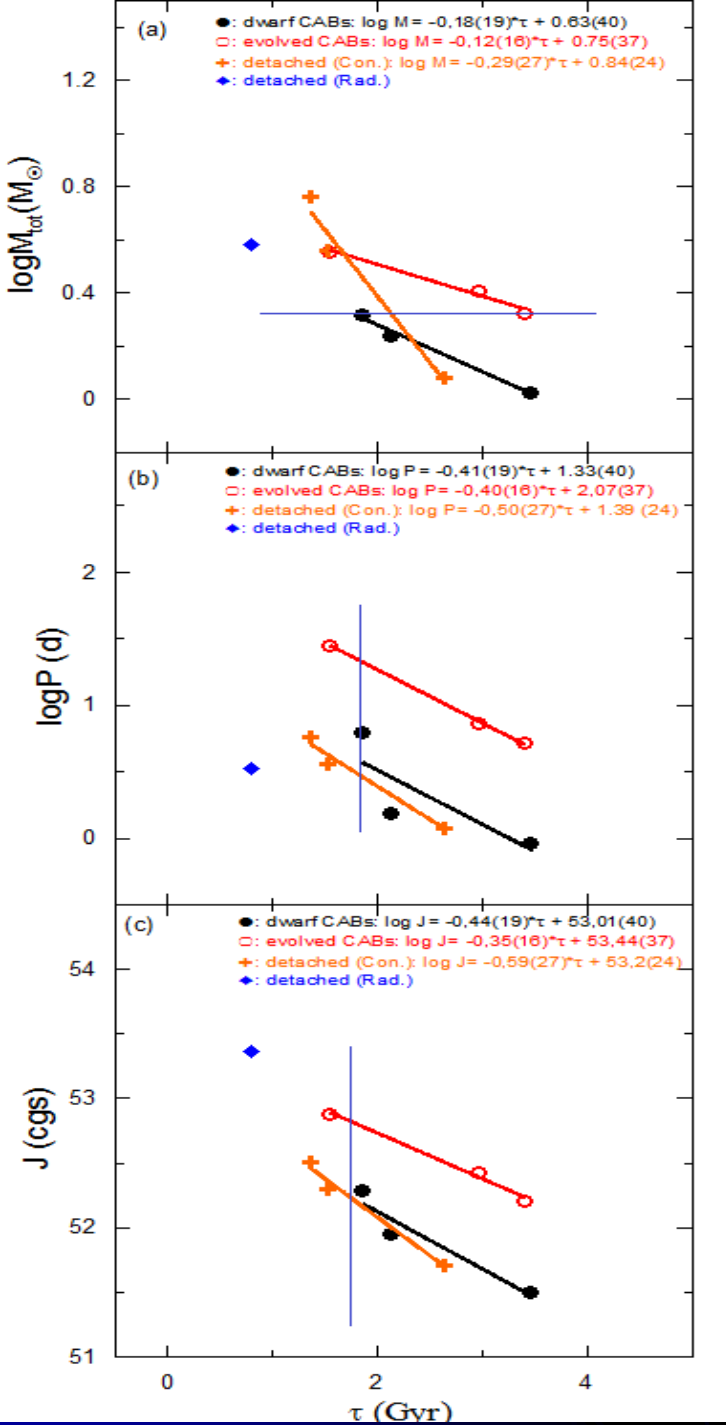 (a)
●: dwarf CABs: log M = -0,18(19)*τ + 0.63(40)
○: evolved CABs: log M = -0,12(16)*τ + 0.75(37)
+: detached (Con.): log M = -0,29(27)*τ + 0.84(24)
◆: detached (Rad.)
1.2
0.8
0.4
0
logM_tot(M_☉)
(b)
●: dwarf CABs: log P = -0,41(19)*τ + 1.33(40)
○: evolved CABs: log P= -0,40(16)*τ + 2,07(37)
+: detached (Con.): log P= -0,50(27)*τ + 1.39 (24)
◆: detached (Rad.)
2
1
0
logP (d)
(c)
●: dwarf CABs: log J= -0,44(19)*τ + 53,01(40)
○: evolved CABs: log J= -0,35(16)*τ + 53,44(37)
+: detached (Con.): log J= -0,59(27)*τ + 53,2(24)
◆: detached (Rad.)
54
53
52
51
J (cgs)
0 2 4
τ (Gyr)